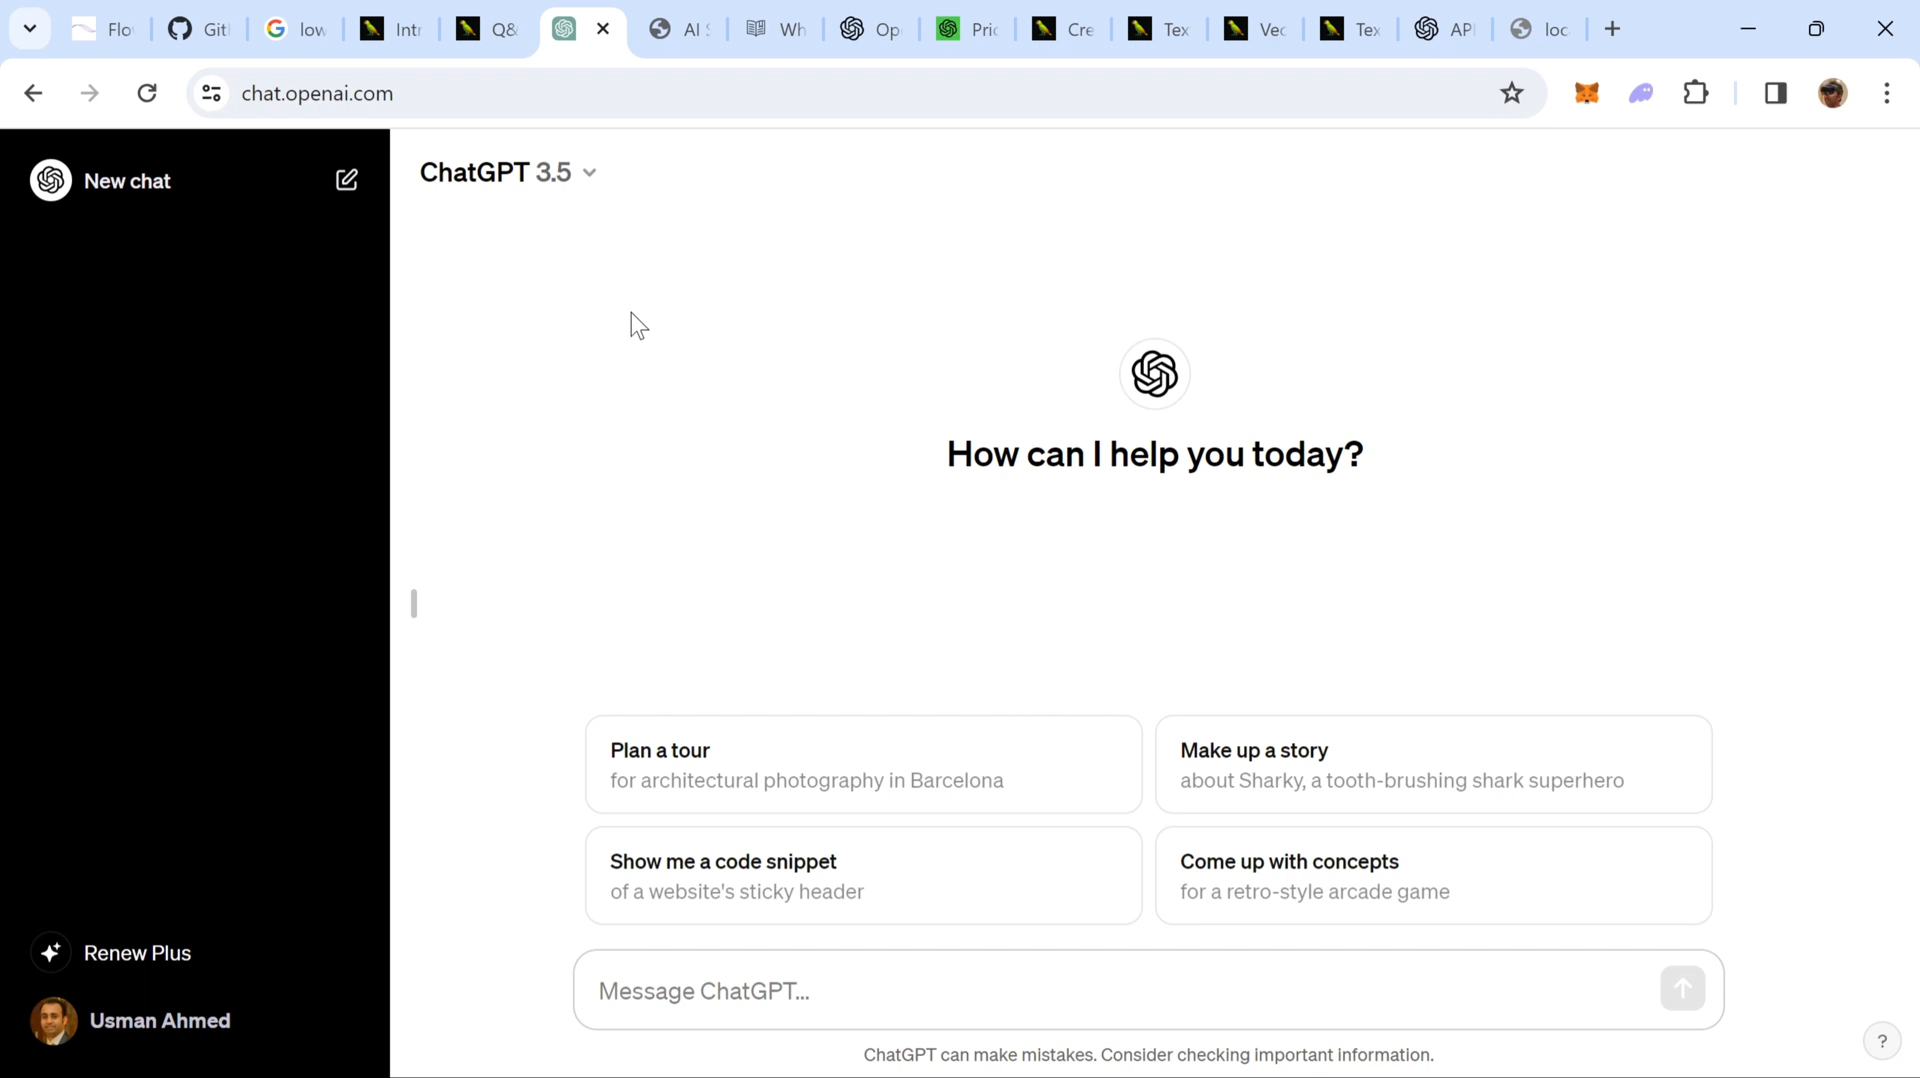 Flo
Git
low
Intr
Q&
AI S
Wh
Op
Pric
Cre
Tex
Vec
Tex
API
loc
chat.openai.com
New chat
ChatGPT 3.5
How can I help you today?
Plan a tour
for architectural photography in Barcelona
Make up a story
about Sharky, a tooth-brushing shark superhero
Show me a code snippet
of a website's sticky header
Come up with concepts
for a retro-style arcade game
Renew Plus
Message ChatGPT...
Usman Ahmed
?
ChatGPT can make mistakes. Consider checking important information.